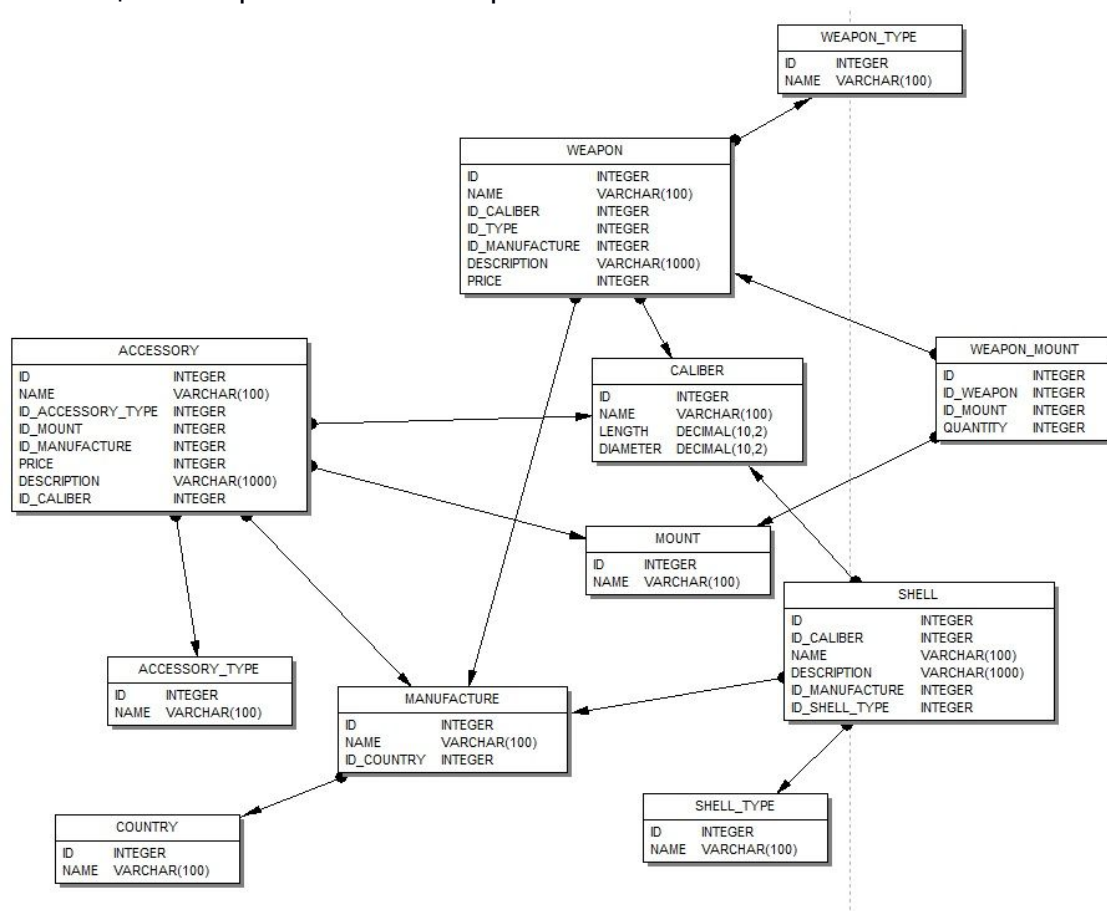 WEAPON_TYPE
ID INTEGER
NAME VARCHAR(100)
WEAPON
ID INTEGER
NAME VARCHAR(100)
ID_CALIBER INTEGER
ID_TYPE INTEGER
ID_MANUFACTURE INTEGER
DESCRIPTION VARCHAR(1000)
PRICE INTEGER
ACCESSORY
ID INTEGER
NAME VARCHAR(100)
ID_ACCESSORY_TYPE INTEGER
ID_MOUNT INTEGER
ID_MANUFACTURE INTEGER
PRICE INTEGER
DESCRIPTION VARCHAR(1000)
ID_CALIBER INTEGER
CALIBER
ID INTEGER
NAME VARCHAR(100)
LENGTH DECIMAL(10,2)
DIAMETER DECIMAL(10,2)
WEAPON_MOUNT
ID INTEGER
ID_WEAPON INTEGER
ID_MOUNT INTEGER
QUANTITY INTEGER
MOUNT
ID INTEGER
NAME VARCHAR(100)
SHELL
ID INTEGER
ID_CALIBER INTEGER
NAME VARCHAR(100)
DESCRIPTION VARCHAR(1000)
ID_MANUFACTURE INTEGER
ID_SHELL_TYPE INTEGER
ACCESSORY_TYPE
ID INTEGER
NAME VARCHAR(100)
MANUFACTURE
ID INTEGER
NAME VARCHAR(100)
ID_COUNTRY INTEGER
SHELL_TYPE
ID INTEGER
NAME VARCHAR(100)
COUNTRY
ID INTEGER
NAME VARCHAR(100)